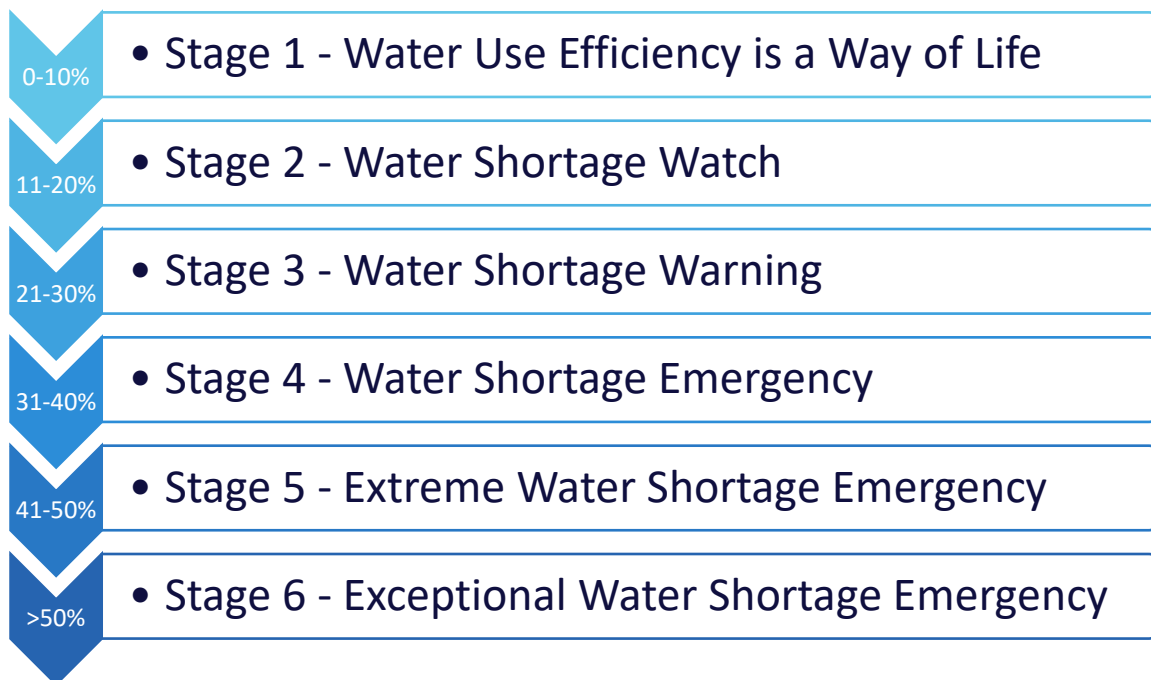 0-10%
• Stage 1 - Water Use Efficiency is a Way of Life
11-20%
• Stage 2 - Water Shortage Watch
21-30%
• Stage 3 - Water Shortage Warning
31-40%
• Stage 4 - Water Shortage Emergency
41-50%
• Stage 5 - Extreme Water Shortage Emergency
>50%
• Stage 6 - Exceptional Water Shortage Emergency